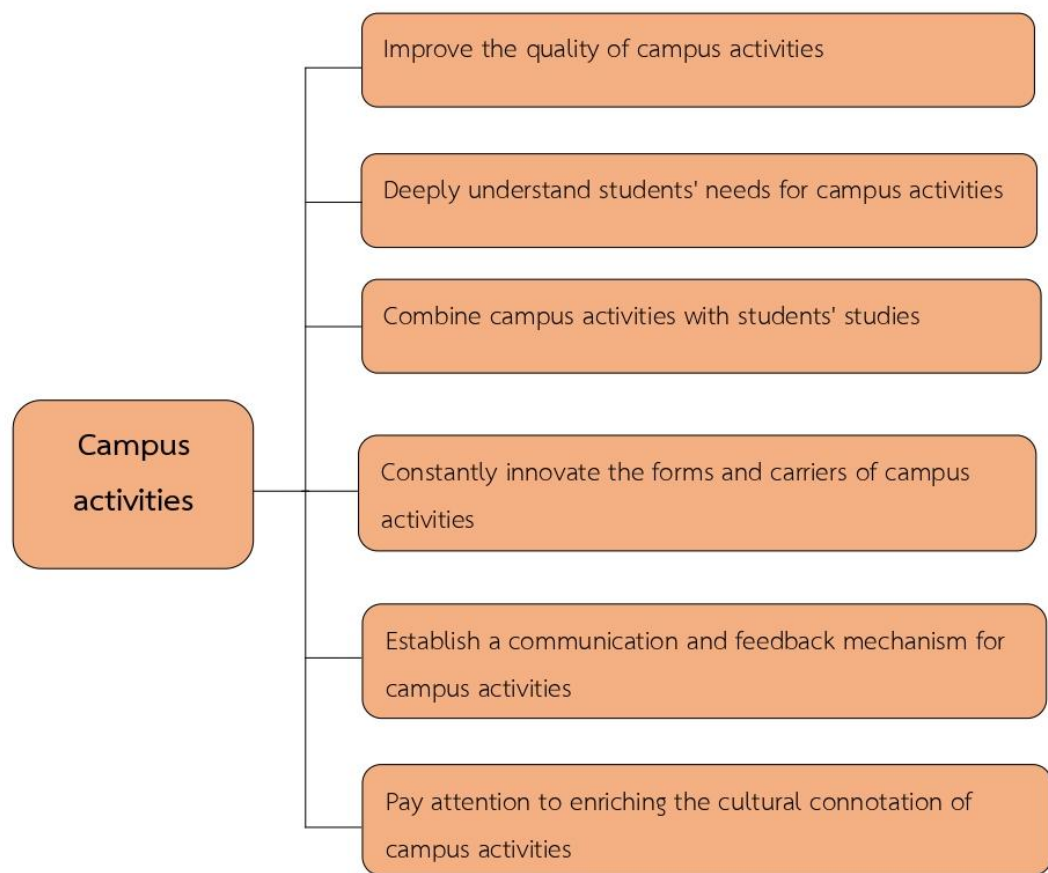 Improve the quality of campus activities
Deeply understand students' needs for campus activities
Combine campus activities with students' studies
Campus
activities
Constantly innovate the forms and carriers of campus
activities
Establish a communication and feedback mechanism for
campus activities
Pay attention to enriching the cultural connotation of
campus activities